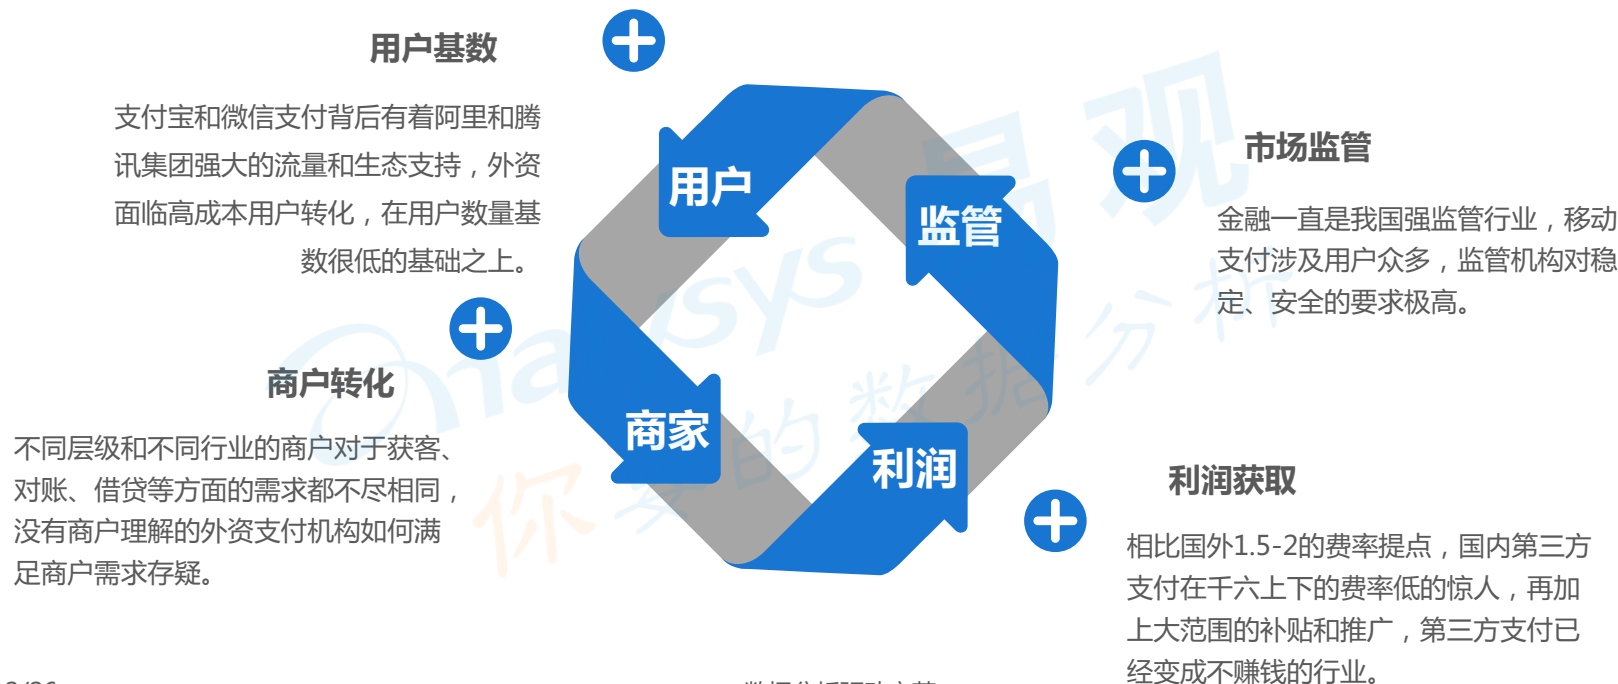 用户基数
支付宝和微信支付背后有着阿里和腾
讯集团强大的流量和生态支持，外资
面临高成本用户转化，在用户数量基
数很低的基础之上。
商户转化
不同层级和不同行业的商户对于获客、
对账、借贷等方面的需求都不尽相同，
没有商户理解的外资支付机构如何满
足商户需求存疑。
用户
监管
商家
利润
市场监管
金融一直是我国强监管行业，移动
支付涉及用户众多，监管机构对稳
定、安全的要求极高。
利润获取
相比国外1.5-2的费率提点，国内第三方
支付在千六上下的费率低的惊人，再加
上大范围的补贴和推广，第三方支付已
经变成不赚钱的行业。
易观
analysys
你要的数据分析